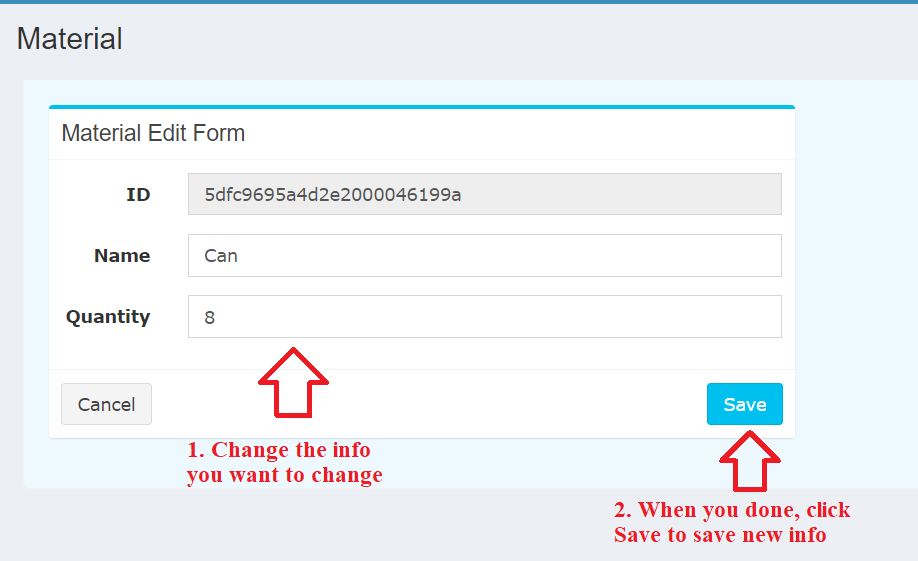 Material
Material Edit Form
ID
5dfc9695a4d2e2000046199a
Name
Can
Quantity
8
Cancel
Save
1. Change the info
you want to change
2. When you done, click
Save to save new info